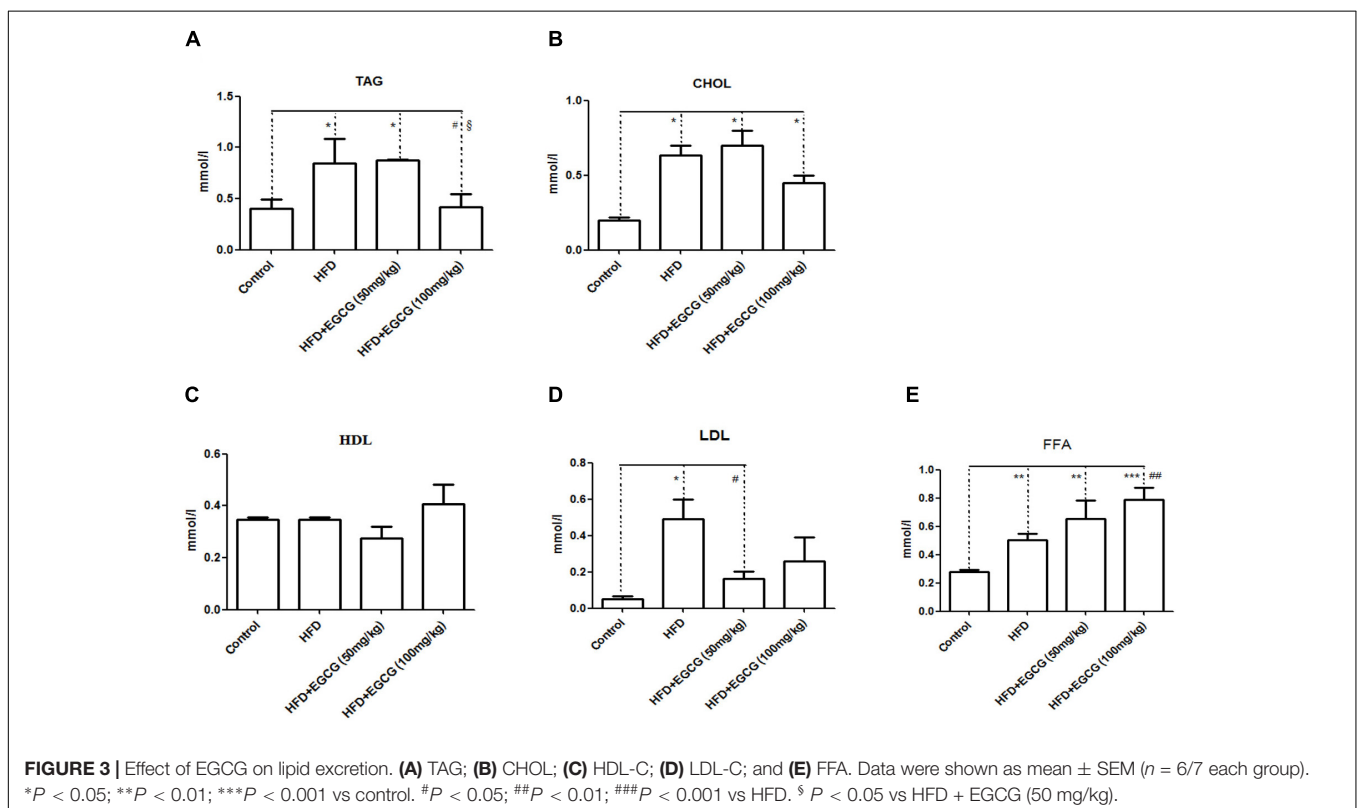 A
TAG
1.5
1.0
0.5
0.0
mmol/l
*
*
# §
Control
HFD
HFD+EGCG (50mg/kg)
HFD+EGCG (100mg/kg)
B
CHOL
1.0
0.5
0.0
mmol/l
*
*
*
Control
HFD
HFD+EGCG (50mg/kg)
HFD+EGCG (100mg/kg)
C
HDL
0.6
0.4
0.2
0.0
mmol/l
Control
HFD
HFD+EGCG (50mg/kg)
HFD+EGCG (100mg/kg)
D
LDL
0.8
0.6
0.4
0.2
0.0
mmol/l
*
#
Control
HFD
HFD+EGCG (50mg/kg)
HFD+EGCG (100mg/kg)
E
FFA
1.0
0.8
0.6
0.4
0.2
0.0
mmol/l
**
**
*** ##
Control
HFD
HFD+EGCG (50mg/kg)
HFD+EGCG (100mg/kg)
FIGURE 3 | Effect of EGCG on lipid excretion. (A) TAG; (B) CHOL; (C) HDL-C; (D) LDL-C; and (E) FFA. Data were shown as mean ± SEM (n = 6/7 each group).
*P < 0.05; **P < 0.01; ***P < 0.001 vs control. #P < 0.05; ##P < 0.01; ###P < 0.001 vs HFD. § P < 0.05 vs HFD + EGCG (50 mg/kg).